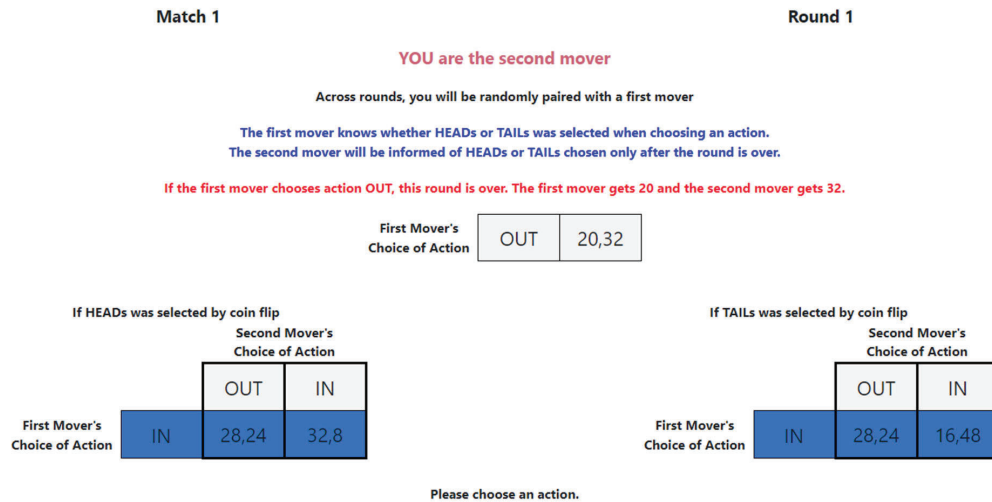 Match 1
Round 1
YOU are the second mover
Across rounds, you will be randomly paired with a first mover
The first mover knows whether HEADs or TAILs was selected when choosing an action.
The second mover will be informed of HEADs or TAILs chosen only after the round is over.
If the first mover chooses action OUT, this round is over. The first mover gets 20 and the second mover gets 32.
First Mover's
Choice of Action
OUT 20,32
If HEADs was selected by coin flip
Second Mover's
Choice of Action
OUT IN
First Mover's
Choice of Action
IN 28,24 32,8
If TAILs was selected by coin flip
Second Mover's
Choice of Action
OUT IN
First Mover's
Choice of Action
IN 28,24 16,48
Please choose an action.